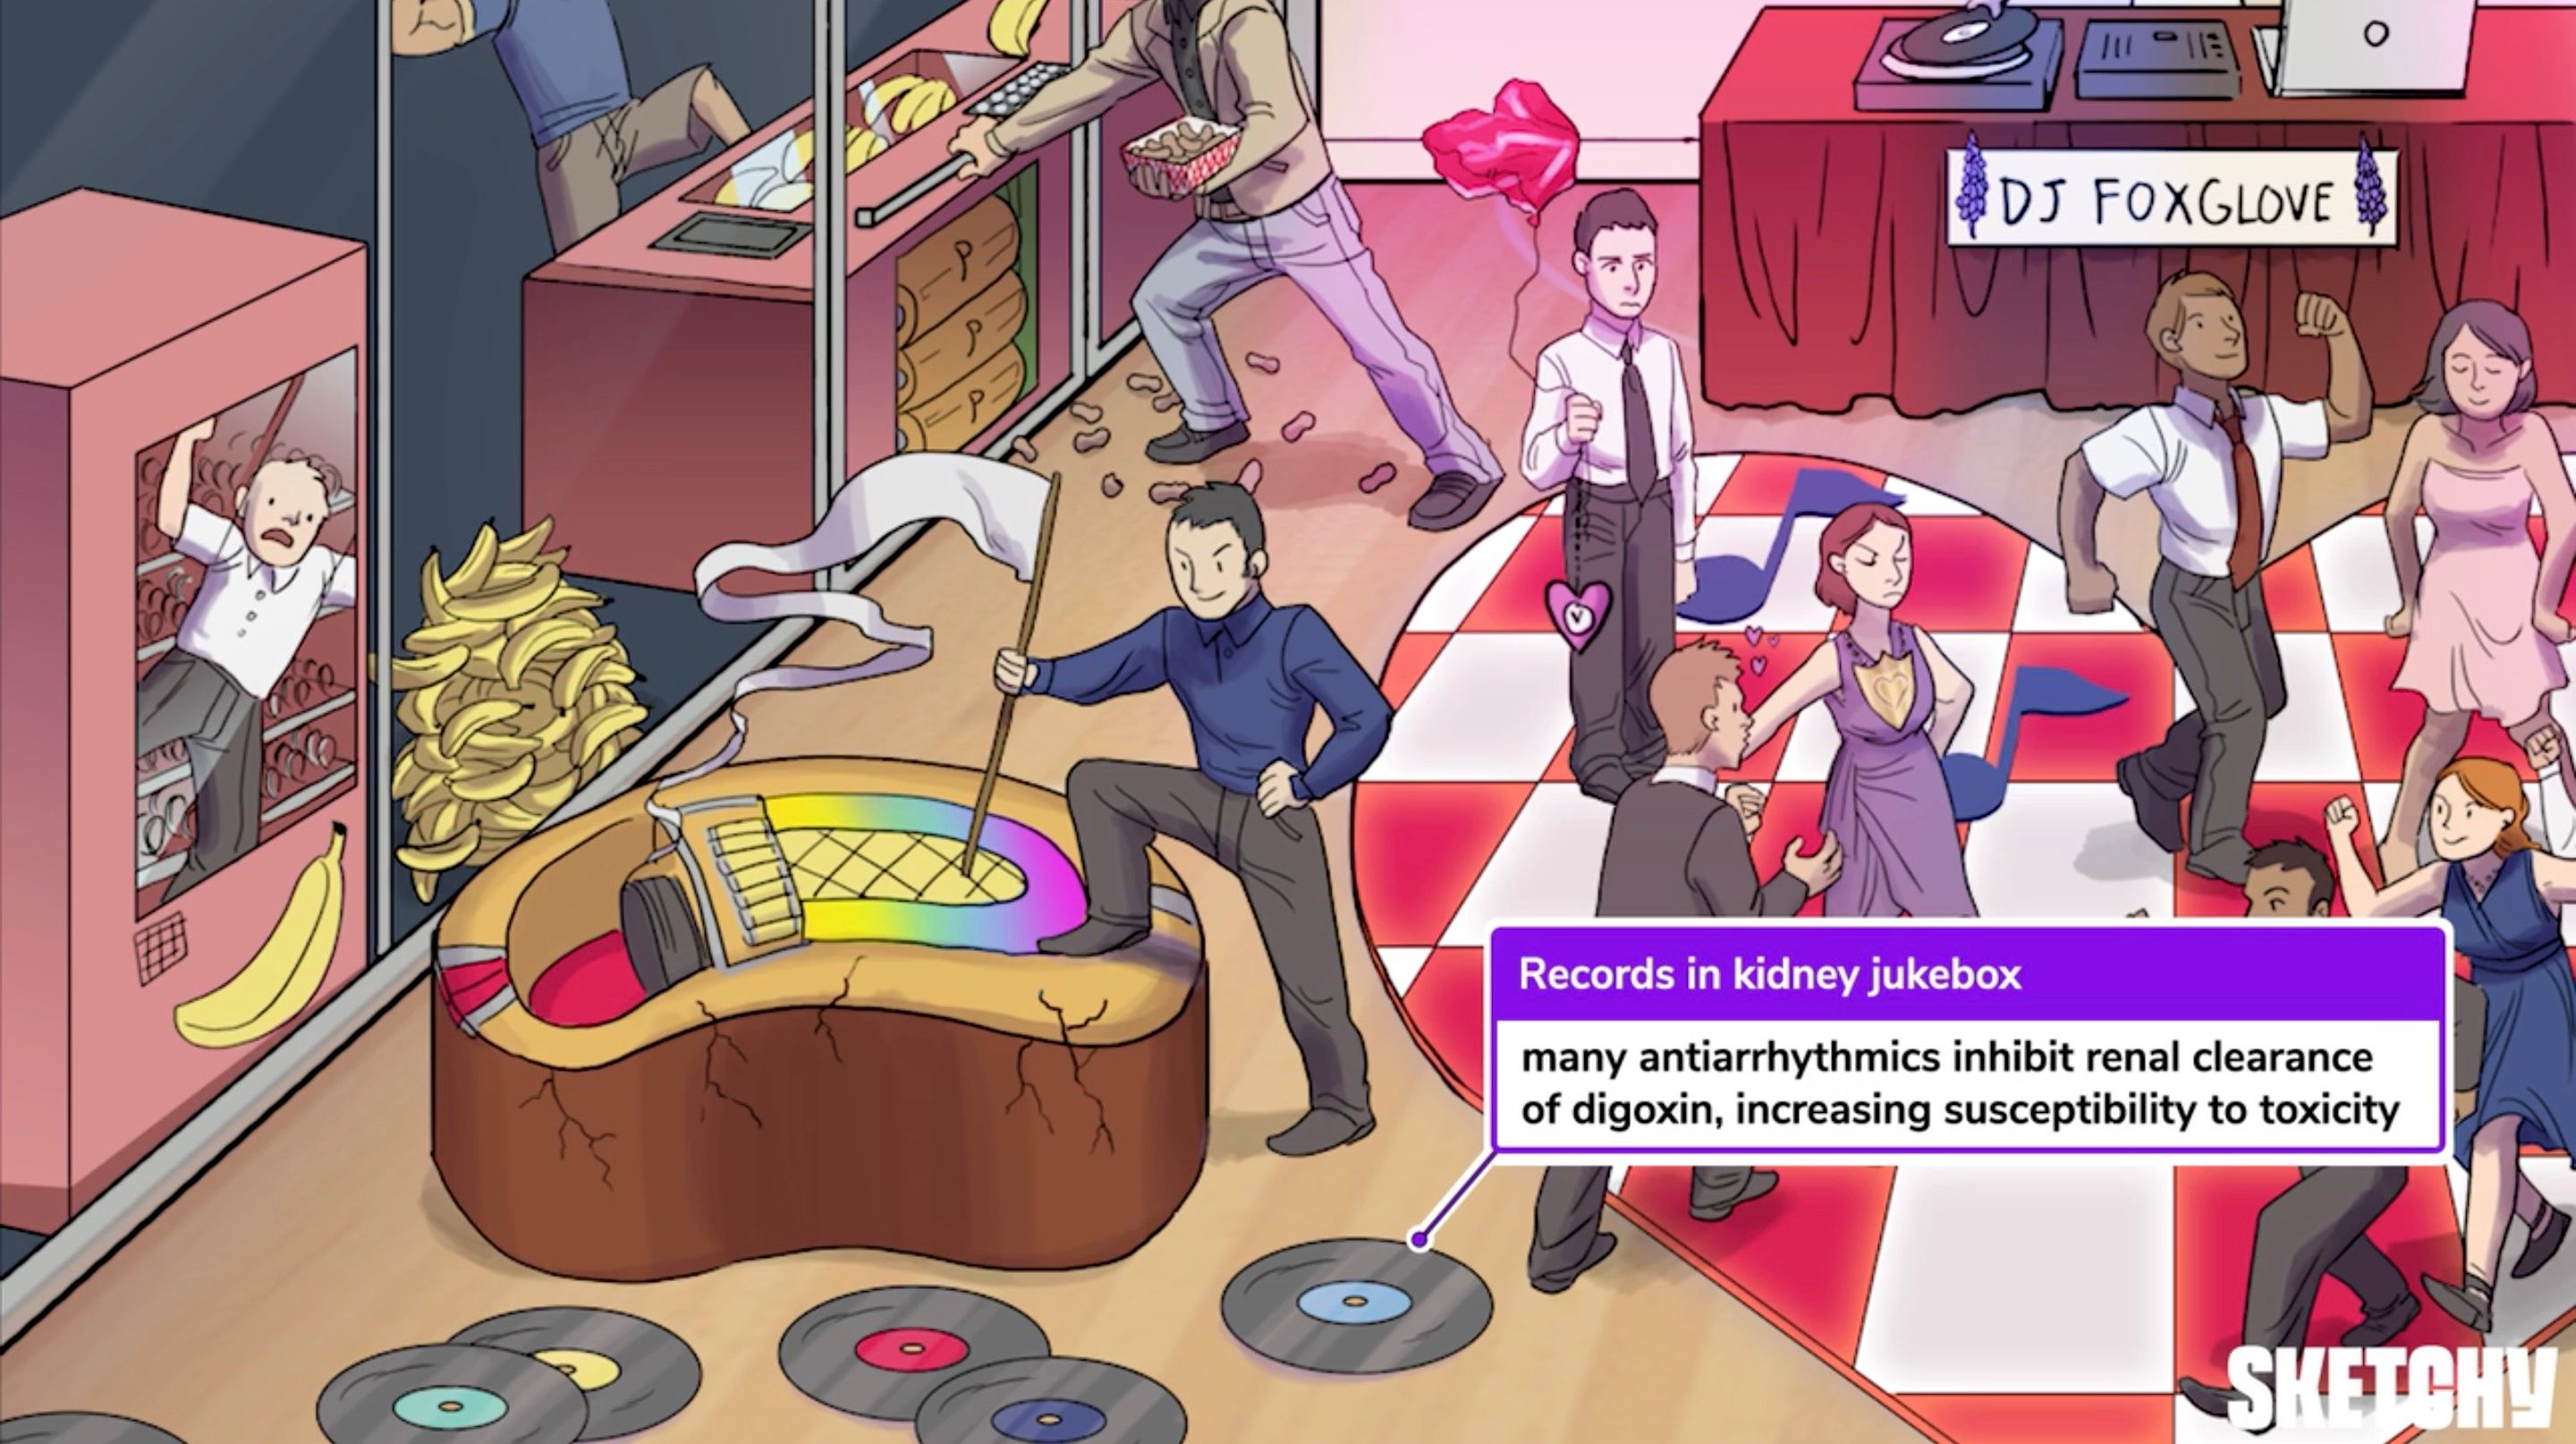 P
P
P
DJ FOXGLOVE
Records in kidney jukebox
many antiarrhythmics inhibit renal clearance
of digoxin, increasing susceptibility to toxicity
SKETCHY